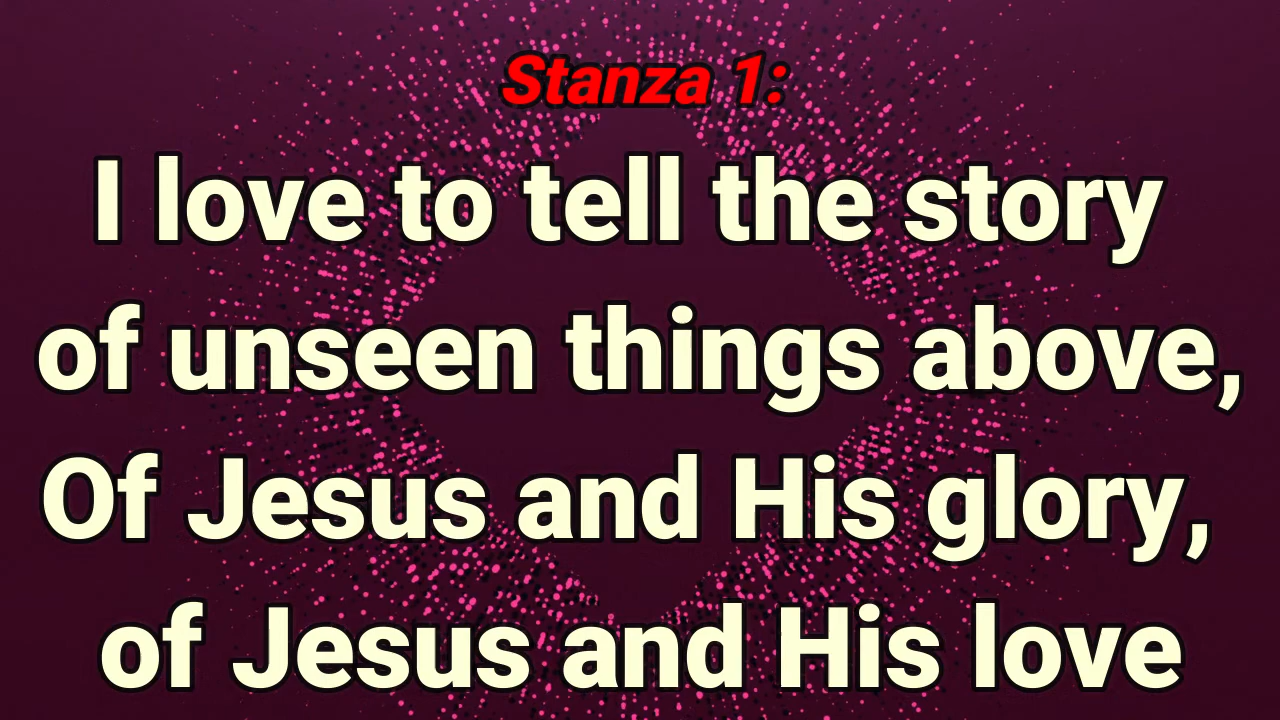 Stanza 1:
I love to tell the story
of unseen things above,
Of Jesus and His glory,
of Jesus and His love